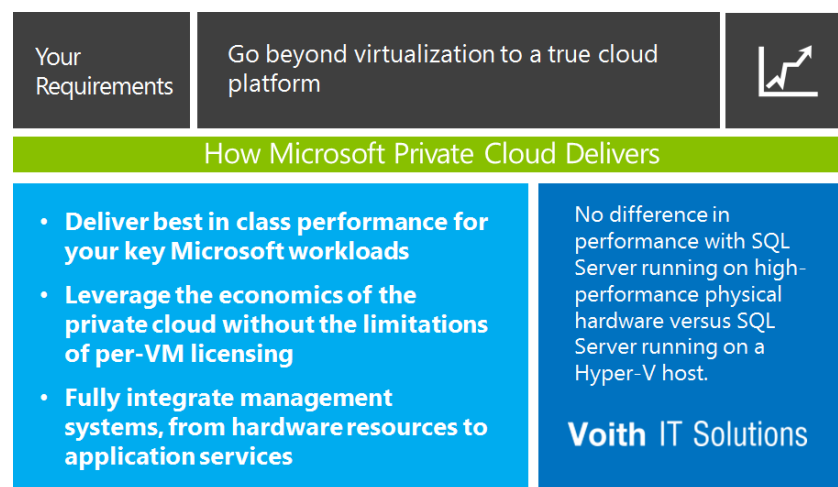 Your
Requirements
Go beyond virtualization to a true cloud
platform
How Microsoft Private Cloud Delivers
• Deliver best in class performance for
your key Microsoft workloads
• Leverage the economics of the
private cloud without the limitations
of per-VM licensing
• Fully integrate management
systems, from hardware resources to
application services
No difference in
performance with SQL
Server running on high-
performance physical
hardware versus SQL
Server running on a
Hyper-V host.
Voith IT Solutions